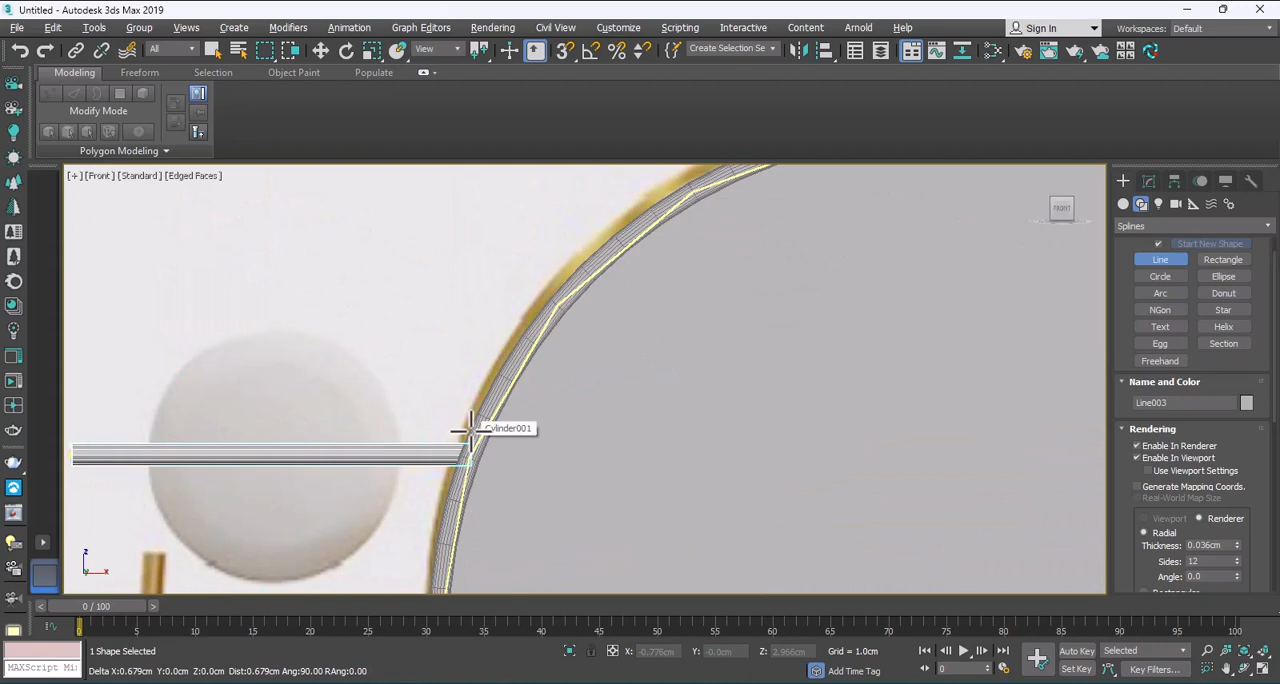 Untitled - Autodesk 3ds Max 2019
File Edit Tools Group Views Create Modifiers Animation Graph Editors Rendering Civil View Customize Scripting Interactive Content Arnold Help Sign In Workspaces: Default
All View Create Selection Se
Modeling Freeform Selection Object Paint Populate
Modify Mode
Polygon Modeling
[+] [Front] [Standard] [Edged Faces]
FRONT
Splines
Start New Shape
Line Rectangle
Circle Ellipse
Arc Donut
NGon Star
Text Helix
Egg Section
Freehand
Name and Color
Line003
Rendering
Enable In Renderer
Enable In Viewport
Use Viewport Settings
Generate Mapping Coords.
Real-World Map Size
Viewport Renderer
Radial
Thickness: 0.036cm
Sides: 12
Angle: 0.0
Cylinder001
z
x
0 / 100
0 5 10 15 20 25 30 35 40 45 50 55 60 65 70 75 80 85 90 95 100
1 Shape Selected X: -0.776cm Y: -0.0cm Z: 2.966cm Grid = 1.0cm Auto Key Selected
MAXScript Mi Delta X:0.679cm Y:0.0cm Z:0.0cm Dist:0.679cm Ang:90.00 RAng:0.00 Add Time Tag 0 Set Key Key Filters...